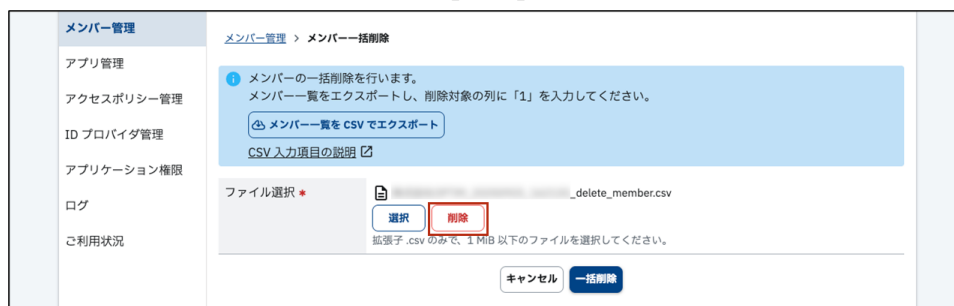 メンバー管理
アプリ管理
アクセスポリシー管理
ID プロバイダ管理
アプリケーション権限
ログ
ご利用状況
メンバー管理 > メンバー一括削除
メンバーの一括削除を行います。
メンバー一覧をエクスポートし、削除対象の列に「1」を入力してください。
メンバー一覧を CSV でエクスポート
CSV 入力項目の説明
ファイル選択 *
_delete_member.csv
選択 削除
拡張子 .csv のみで、1 MiB 以下のファイルを選択してください。
キャンセル 一括削除